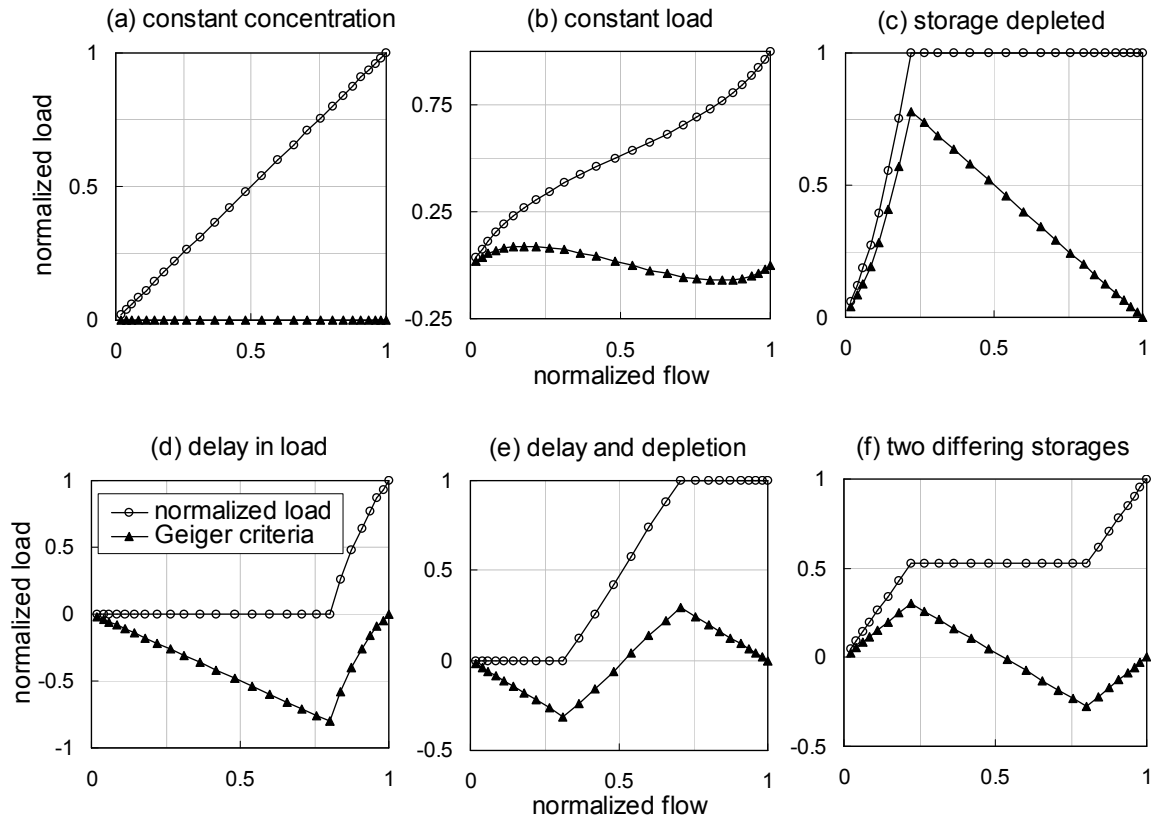 (a) constant concentration
(b) constant load
(c) storage depleted
1
0.5
0
0 0.5 1
normalized load
0.75
0.25
-0.25
0 0.5 1
normalized flow
1
0.5
0
0 0.5 1
(d) delay in load
(e) delay and depletion
(f) two differing storages
1
0.5
0
-0.5
-1
0 0.5 1
normalized load
normalized load
Geiger criteria
1
0.5
0
-0.5
0 0.5 1
normalized flow
1
0.5
0
-0.5
0 0.5 1